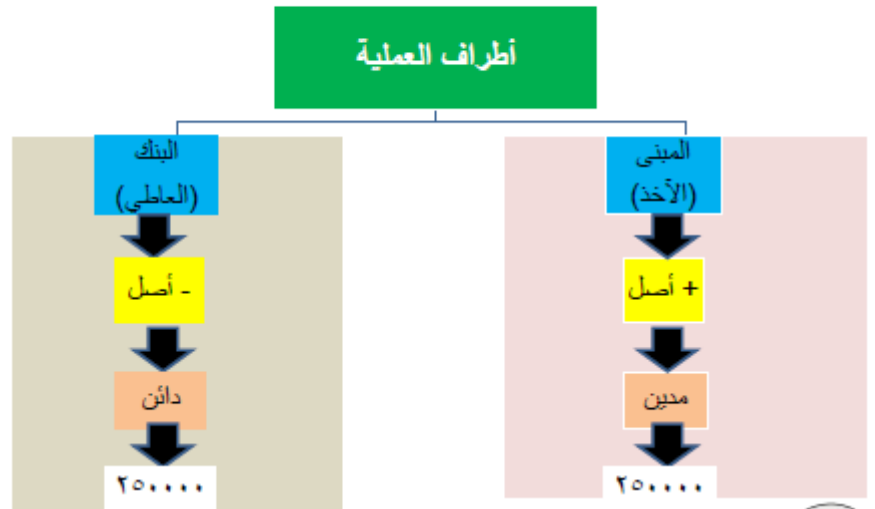 أطراف العملية
المبنى
(الآخذ)
+ أصل
مدين
٢٥٠٠٠٠
البنك
(العاطي)
- أصل
دائن
٢٥٠٠٠٠